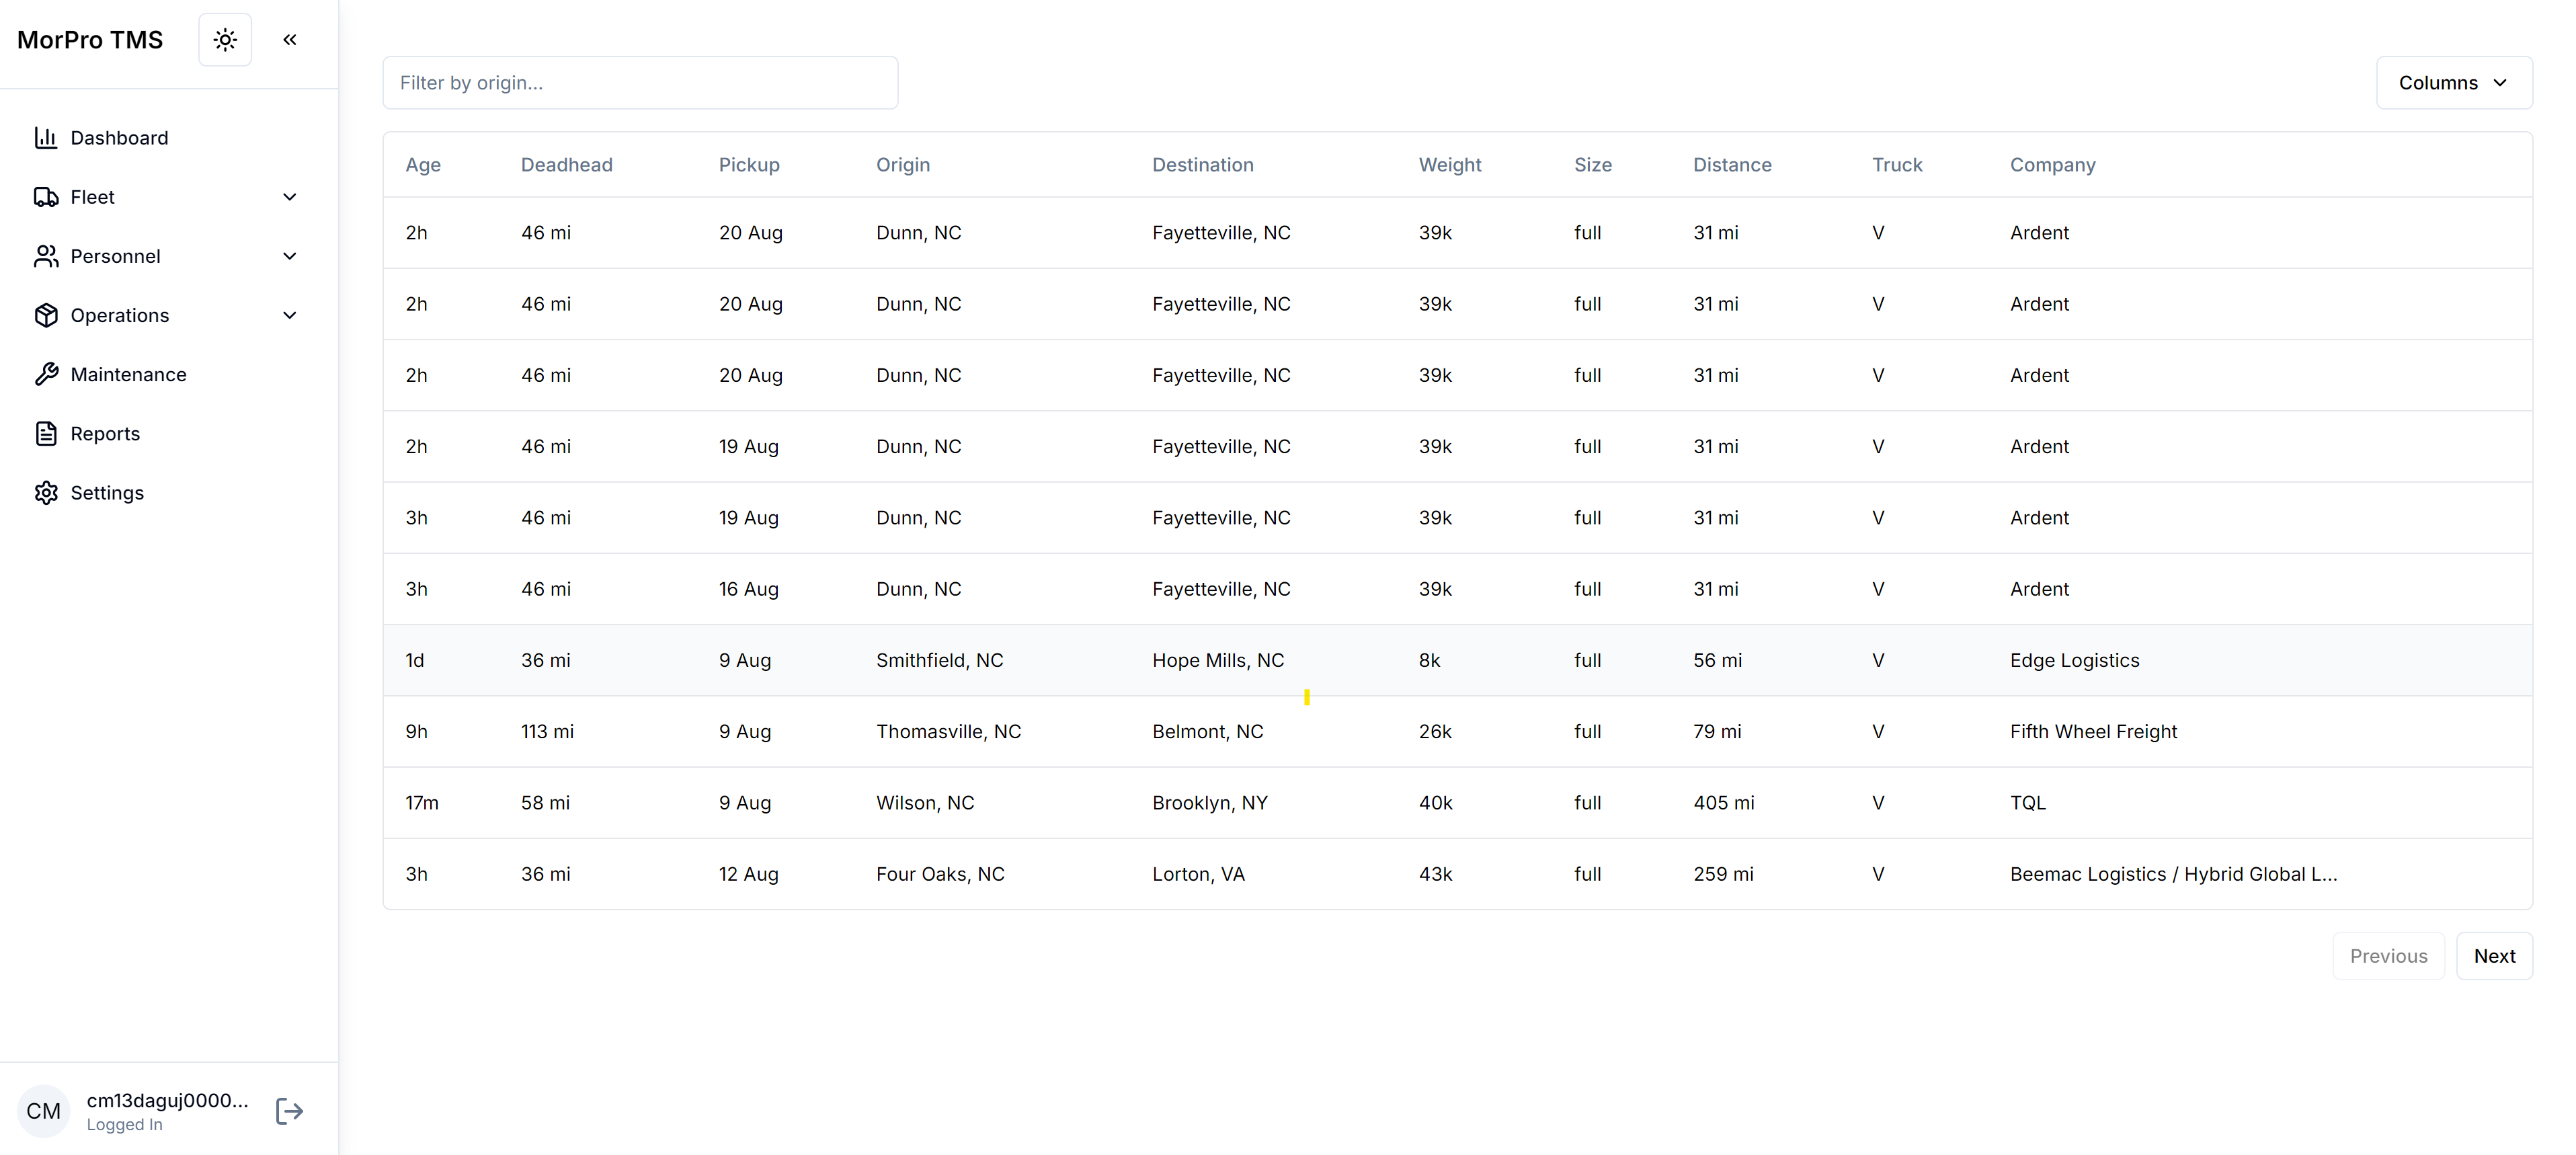 MorPro TMS
Dashboard
Fleet
Personnel
Operations
Maintenance
Reports
Settings
CM
cm13daguj0000...
Logged In
Filter by origin...
Columns
Age Deadhead Pickup Origin Destination Weight Size Distance Truck Company
2h 46 mi 20 Aug Dunn, NC Fayetteville, NC 39k full 31 mi V Ardent
2h 46 mi 20 Aug Dunn, NC Fayetteville, NC 39k full 31 mi V Ardent
2h 46 mi 20 Aug Dunn, NC Fayetteville, NC 39k full 31 mi V Ardent
2h 46 mi 19 Aug Dunn, NC Fayetteville, NC 39k full 31 mi V Ardent
3h 46 mi 19 Aug Dunn, NC Fayetteville, NC 39k full 31 mi V Ardent
3h 46 mi 16 Aug Dunn, NC Fayetteville, NC 39k full 31 mi V Ardent
1d 36 mi 9 Aug Smithfield, NC Hope Mills, NC 8k full 56 mi V Edge Logistics
9h 113 mi 9 Aug Thomasville, NC Belmont, NC 26k full 79 mi V Fifth Wheel Freight
17m 58 mi 9 Aug Wilson, NC Brooklyn, NY 40k full 405 mi V TQL
3h 36 mi 12 Aug Four Oaks, NC Lorton, VA 43k full 259 mi V Beemac Logistics / Hybrid Global L...
Previous Next